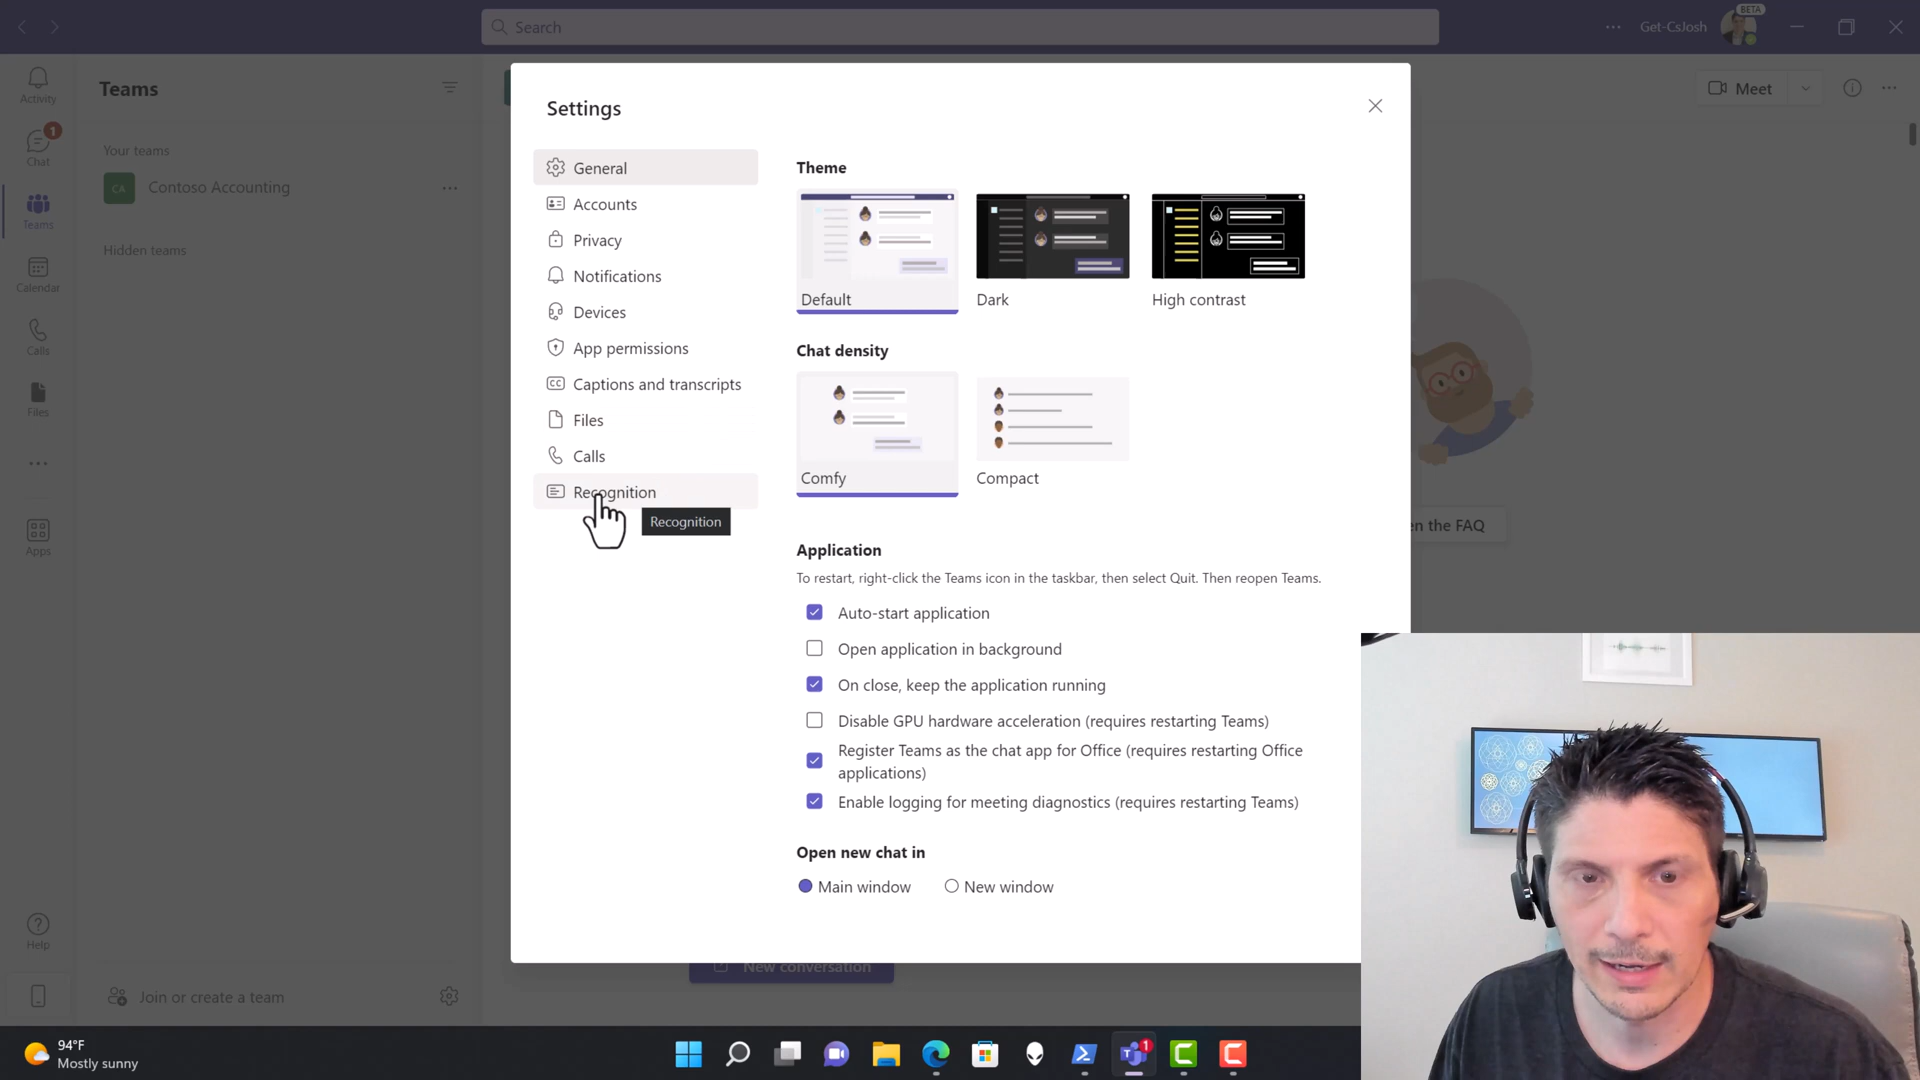 Search
Get-CsJosh
BETA
Activity
Teams
Meet
Settings
1
Chat
Your teams
CA
Contoso Accounting
Teams
Hidden teams
Calendar
Calls
Files
Apps
Help
Join or create a team
General
Accounts
Privacy
Notifications
Devices
App permissions
CC
Captions and transcripts
Files
Calls
Recognition
Recognition
Theme
Default
Dark
High contrast
Chat density
Comfy
Compact
Application
To restart, right-click the Teams icon in the taskbar, then select Quit. Then reopen Teams.
Auto-start application
Open application in background
On close, keep the application running
Disable GPU hardware acceleration (requires restarting Teams)
Register Teams as the chat app for Office (requires restarting Office
applications)
Enable logging for meeting diagnostics (requires restarting Teams)
Open new chat in
Main window
New window
en the FAQ
New conversation
94°F
Mostly sunny
T
1
C
C